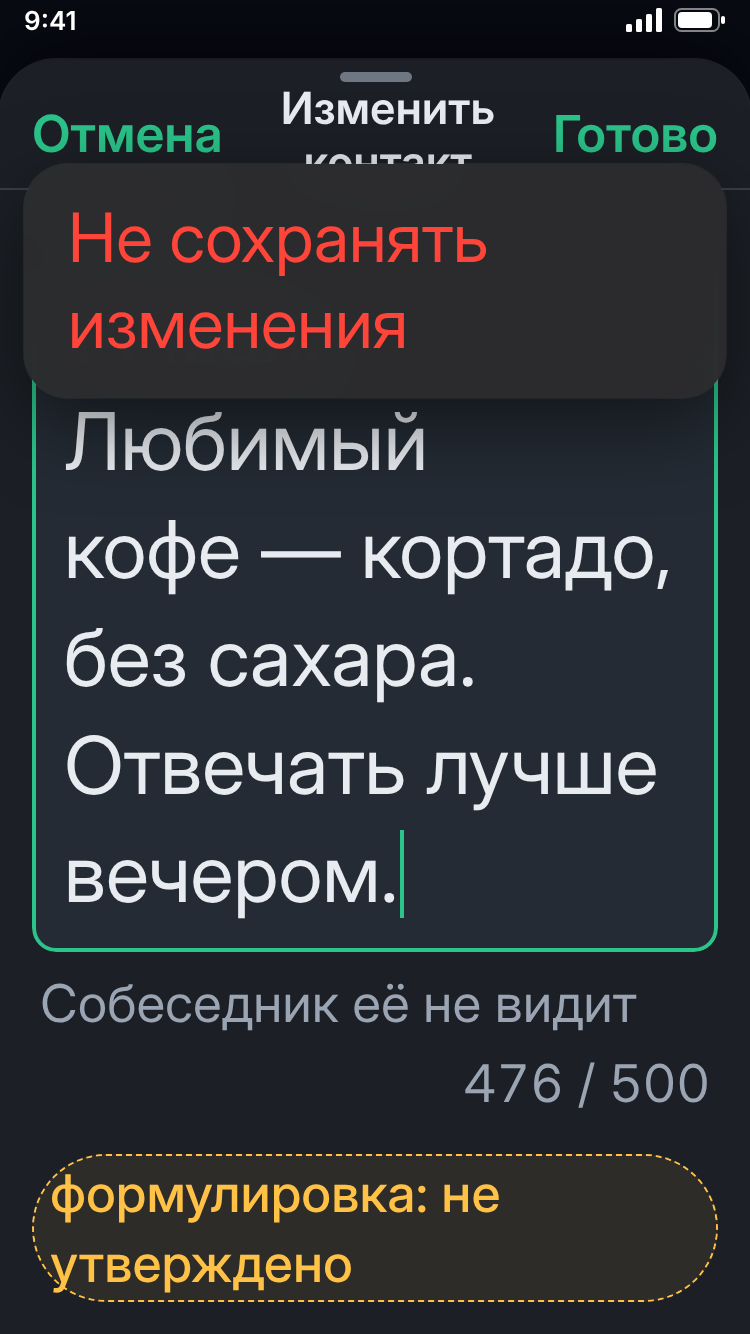 9:41
Отмена
Изменить
контакт
Готово
Не сохранять
изменения
Любимый
кофе — кортадо,
без сахара.
Отвечать лучше
вечером.
Собеседник её не видит
476 / 500
формулировка: не
утверждено